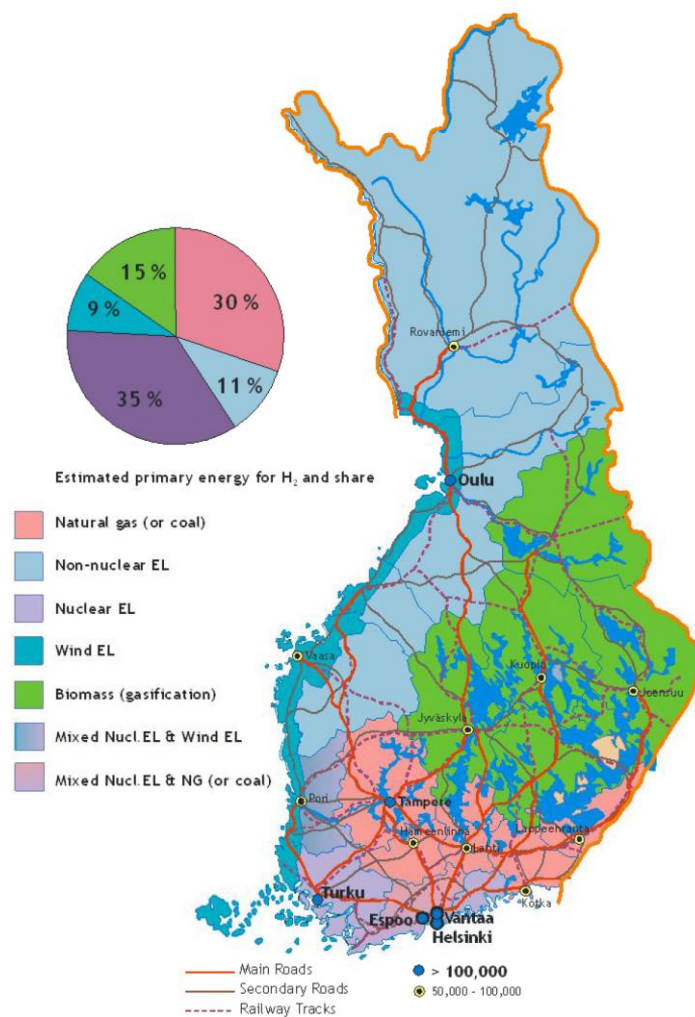 Rovaniemi
15 %
30 %
9 %
11 %
35 %
Estimated primary energy for H₂ and share
Oulu
Natural gas (or coal)
Non-nuclear EL
Nuclear EL
Wind EL
Vaasa
Kuopio
Biomass (gasification)
Joensuu
Jyväskylä
Mixed Nucl.EL & Wind EL
Mixed Nucl.EL & NG (or coal)
Pori
Tampere
Hämeenlinna
Lappeenranta
Lahti
Turku
Kotka
Espoo
Vantaa
Helsinki
Main Roads
> 100,000
Secondary Roads
50,000 - 100,000
Railway Tracks